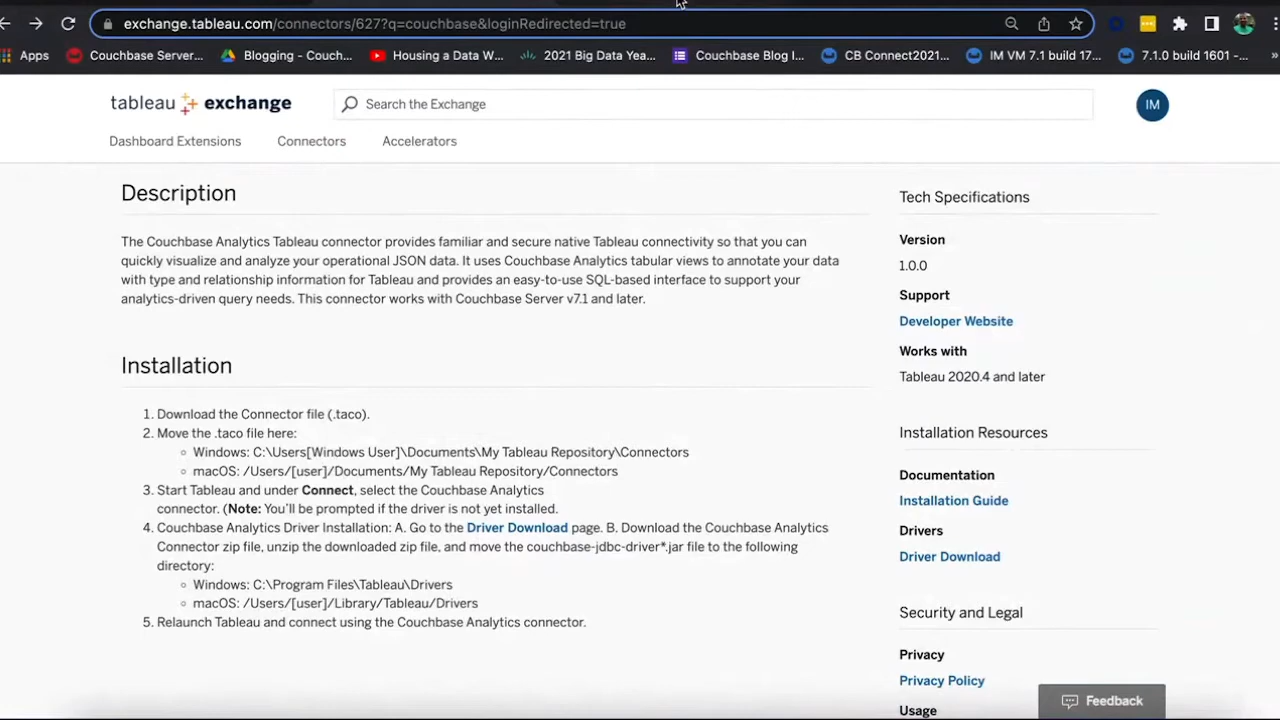 exchange.tableau.com/connectors/627?q=couchbase&loginRedirected=true
Apps
Couchbase Server...
Blogging - Couch...
Housing a Data W...
2021 Big Data Yea...
Couchbase Blog I...
CB Connect2021...
IM VM 7.1 build 17...
7.1.0 build 1601 -...
»
tableau exchange
Search the Exchange
IM
Dashboard Extensions
Connectors
Accelerators
Description
The Couchbase Analytics Tableau connector provides familiar and secure native Tableau connectivity so that you can
quickly visualize and analyze your operational JSON data. It uses Couchbase Analytics tabular views to annotate your data
with type and relationship information for Tableau and provides an easy-to-use SQL-based interface to support your
analytics-driven query needs. This connector works with Couchbase Server v7.1 and later.
Installation
1. Download the Connector file (.taco).
2. Move the .taco file here:
Windows: C:\Users[Windows User]\Documents\My Tableau Repository\Connectors
macOS: /Users/[user]/Documents/My Tableau Repository/Connectors
3. Start Tableau and under Connect, select the Couchbase Analytics
connector. (Note: You'll be prompted if the driver is not yet installed.
4. Couchbase Analytics Driver Installation: A. Go to the Driver Download page. B. Download the Couchbase Analytics
Connector zip file, unzip the downloaded zip file, and move the couchbase-jdbc-driver*.jar file to the following
directory:
Windows: C:\Program Files\Tableau\Drivers
macOS: /Users/[user]/Library/Tableau/Drivers
5. Relaunch Tableau and connect using the Couchbase Analytics connector.
Tech Specifications
Version
1.0.0
Support
Developer Website
Works with
Tableau 2020.4 and later
Installation Resources
Documentation
Installation Guide
Drivers
Driver Download
Security and Legal
Privacy
Privacy Policy
Usage
Feedback